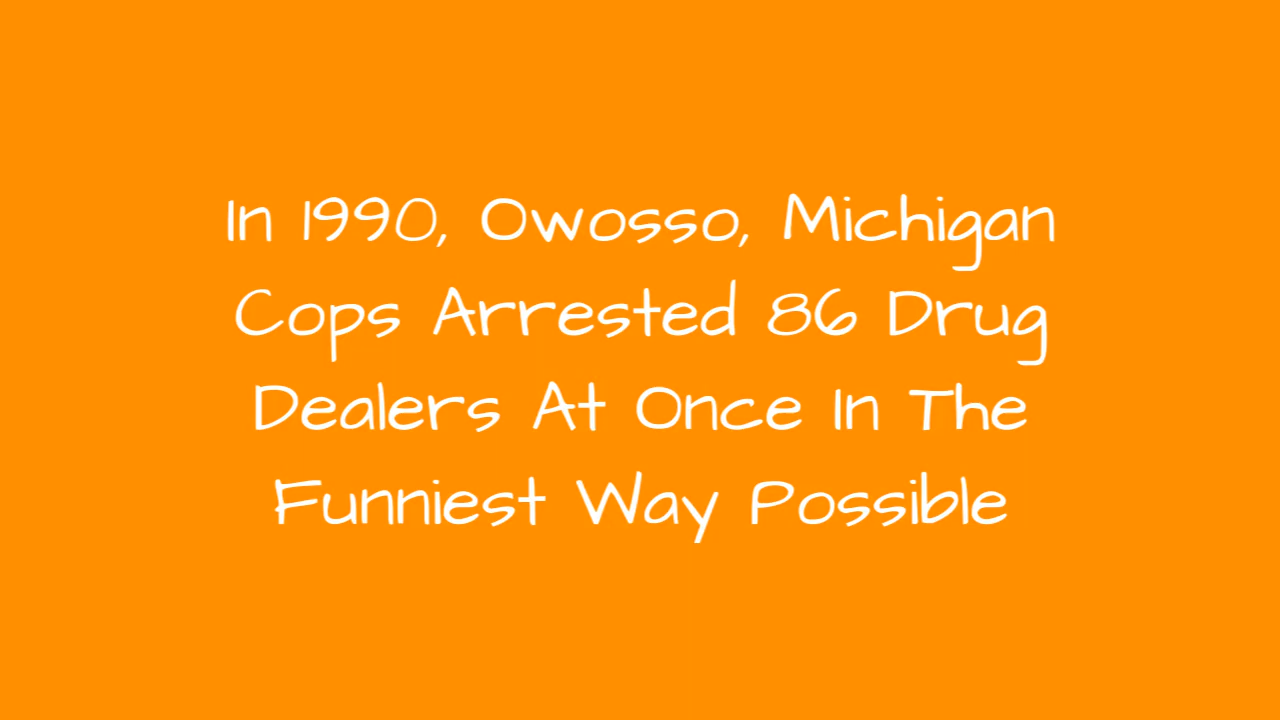 In 1990, Owosso, Michigan
Cops Arrested 86 Drug
Dealers At Once In The
Funniest Way Possible